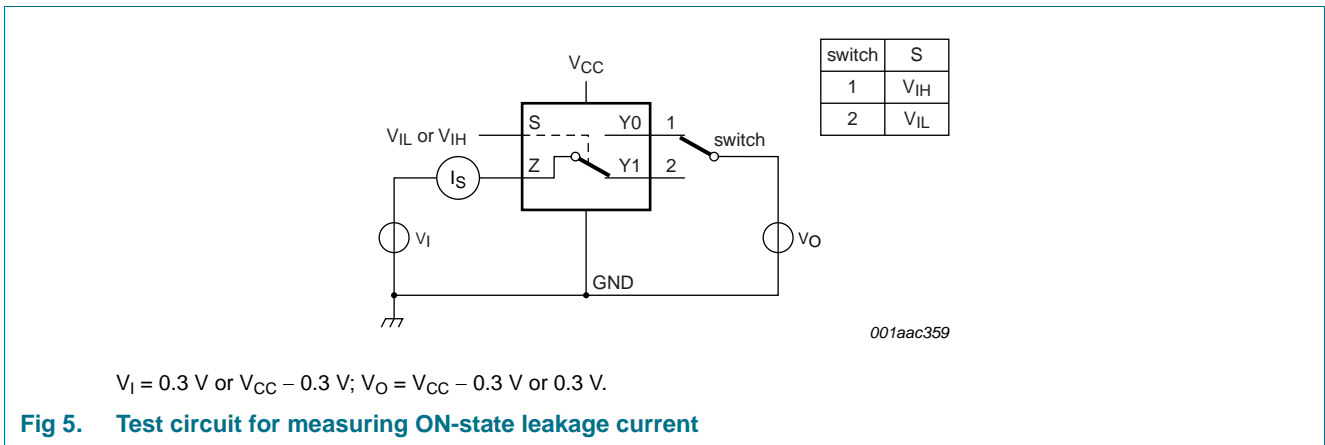 switch S
1 VIH
2 VIL
VCC
VIL or VIH
S
Y0 1
switch
Z
Y1 2
IS
VI
VO
GND
001aac359
VI = 0.3 V or VCC − 0.3 V; VO = VCC − 0.3 V or 0.3 V.
Fig 5. Test circuit for measuring ON-state leakage current